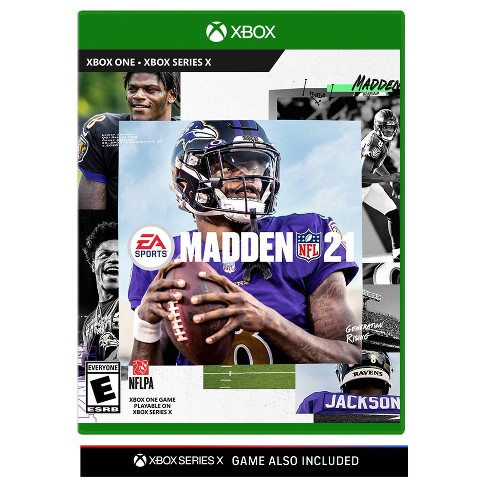 XBOX
XBOX ONE • XBOX SERIES X
MADDEN
EA
SPORTS
MADDEN NFL 21
Generation
Rising
EVERYONE
E
ESRB
NFLPA
XBOX ONE GAME
PLAYABLE ON
XBOX SERIES X
8
RAVENS
JACKSON
XBOX SERIES X GAME ALSO INCLUDED